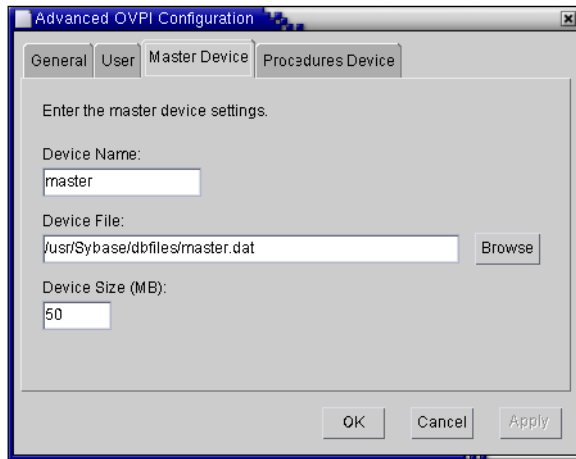 Advanced OVPI Configuration
General User Master Device Procedures Device
Enter the master device settings.
Device Name:
master
Device File:
/usr/Sybase/dbfiles/master.dat Browse
Device Size (MB):
50
OK Cancel Apply